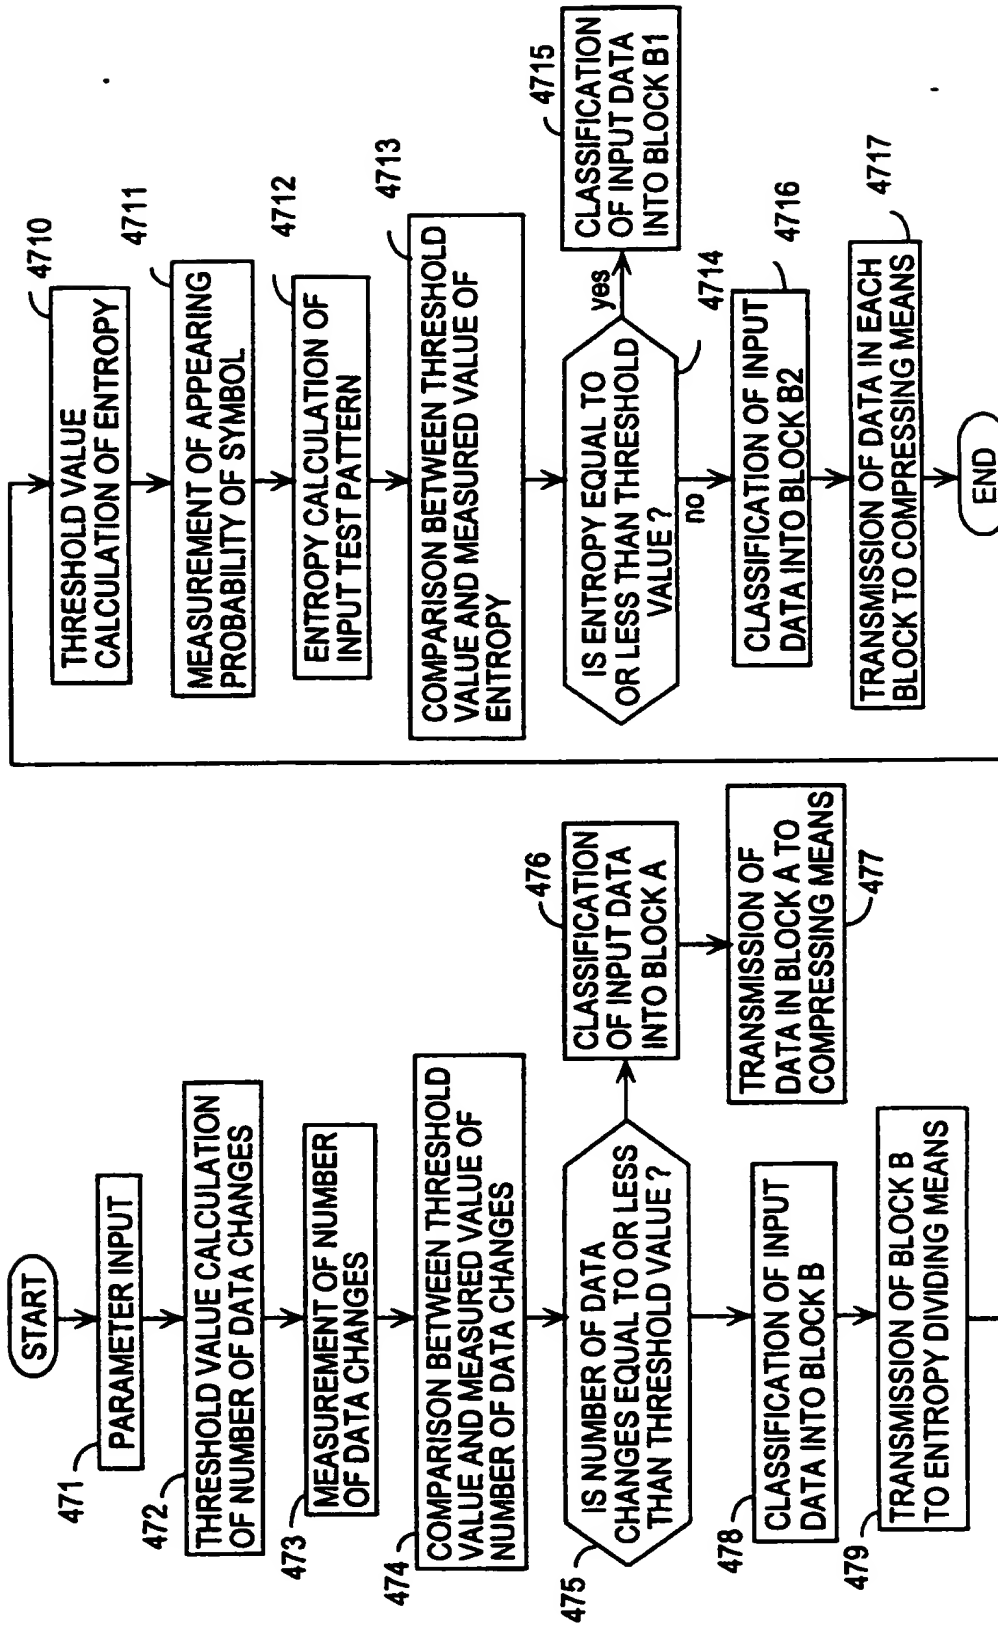 START
471
PARAMETER INPUT
472
THRESHOLD VALUE CALCULATION
OF NUMBER OF DATA CHANGES
473
MEASUREMENT OF NUMBER
OF DATA CHANGES
474
COMPARISON BETWEEN THRESHOLD
VALUE AND MEASURED VALUE OF
NUMBER OF DATA CHANGES
475
IS NUMBER OF DATA
CHANGES EQUAL TO OR LESS
THAN THRESHOLD VALUE ?
476
CLASSIFICATION
OF INPUT DATA
INTO BLOCK A
TRANSMISSION OF
DATA IN BLOCK A TO
COMPRESSING MEANS
477
478
CLASSIFICATION OF INPUT
DATA INTO BLOCK B
479
TRANSMISSION OF BLOCK B
TO ENTROPY DIVIDING MEANS
4710
THRESHOLD VALUE
CALCULATION OF ENTROPY
4711
MEASUREMENT OF APPEARING
PROBABILITY OF SYMBOL
4712
ENTROPY CALCULATION OF
INPUT TEST PATTERN
4713
COMPARISON BETWEEN THRESHOLD
VALUE AND MEASURED VALUE OF
ENTROPY
IS ENTROPY EQUAL TO
OR LESS THAN THRESHOLD
VALUE ?
4714
yes
4715
CLASSIFICATION
OF INPUT DATA
INTO BLOCK B1
no
4716
CLASSIFICATION OF INPUT
DATA INTO BLOCK B2
4717
TRANSMISSION OF DATA IN EACH
BLOCK TO COMPRESSING MEANS
END